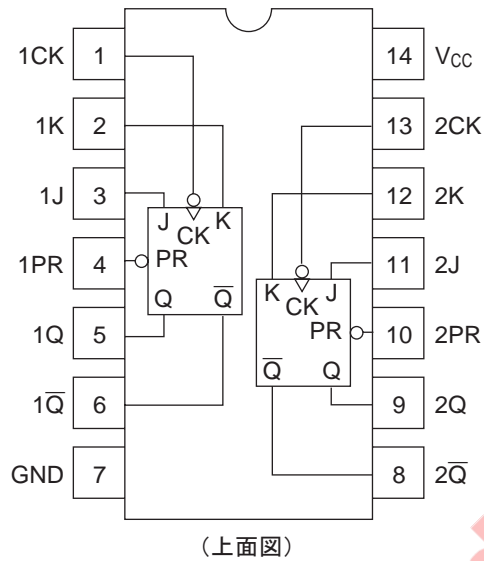 1CK 1
14 VCC
1K 2
13 2CK
1J 3
12 2K
J CK K
1PR 4
PR
11 2J
K CK J
Q Q̅
1Q 5
PR
10 2PR
1Q̅ 6
Q̅ Q
9 2Q
GND 7
8 2Q̅
(上面図)